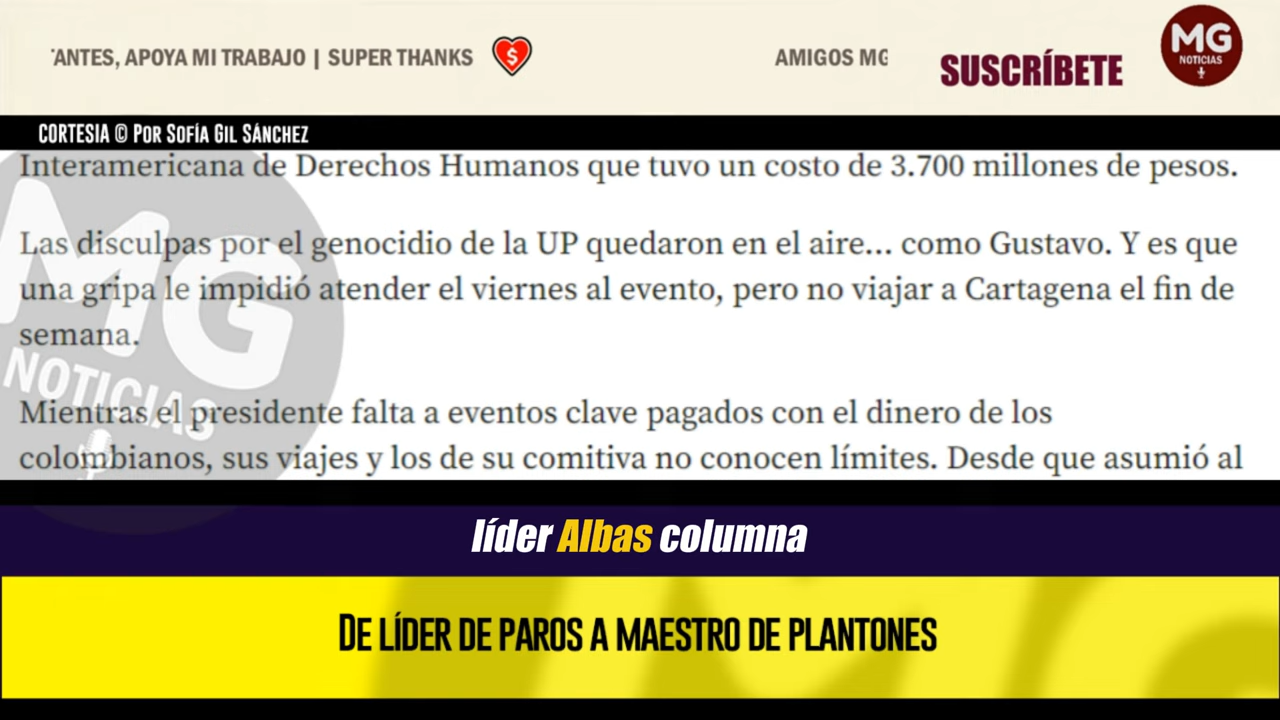 'ANTES, APOYA MI TRABAJO | SUPER THANKS
AMIGOS MG
SUSCRÍBETE
MG
NOTICIAS
CORTESIA © POR SOFÍA GIL SÁNCHEZ
Interamericana de Derechos Humanos que tuvo un costo de 3.700 millones de pesos.
Las disculpas por el genocidio de la UP quedaron en el aire... como Gustavo. Y es que
una gripa le impidió atender el viernes al evento, pero no viajar a Cartagena el fin de
semana.
Mientras el presidente falta a eventos clave pagados con el dinero de los
colombianos, sus viajes y los de su comitiva no conocen límites. Desde que asumió al
MG
NOTICIAS
líder Albas columna
DE LÍDER DE PAROS A MAESTRO DE PLANTONES